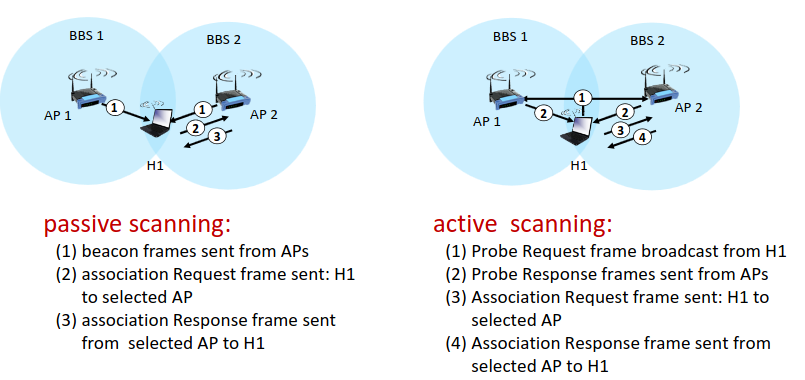 BBS 1
BBS 2
1
1
2
3
AP 1
AP 2
H1
passive scanning:
(1) beacon frames sent from APs
(2) association Request frame sent: H1
to selected AP
(3) association Response frame sent
from selected AP to H1
BBS 1
BBS 2
1
2
2
3
4
AP 1
AP 2
H1
active scanning:
(1) Probe Request frame broadcast from H1
(2) Probe Response frames sent from APs
(3) Association Request frame sent: H1 to
selected AP
(4) Association Response frame sent from
selected AP to H1